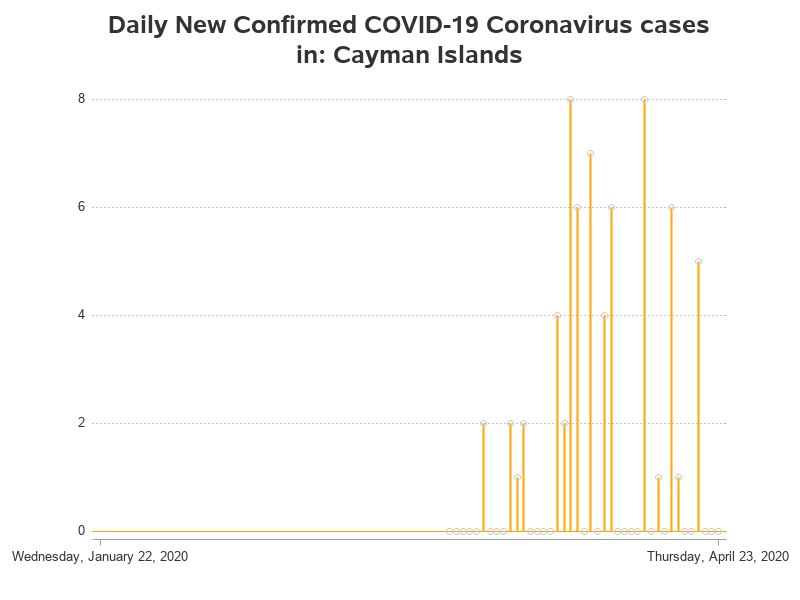 Daily New Confirmed COVID-19 Coronavirus cases
in: Cayman Islands
8
6
4
2
0
Wednesday, January 22, 2020
Thursday, April 23, 2020